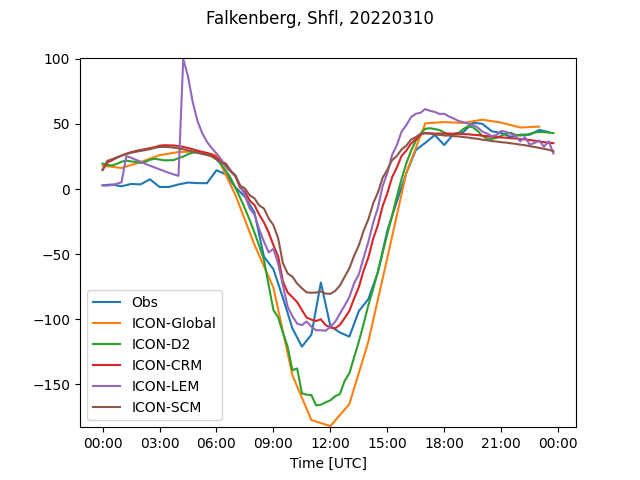 Falkenberg, Shfl, 20220310
100
50
0
−50
−100
−150
Obs
ICON-Global
ICON-D2
ICON-CRM
ICON-LEM
ICON-SCM
00:00 03:00 06:00 09:00 12:00 15:00 18:00 21:00 00:00
Time [UTC]